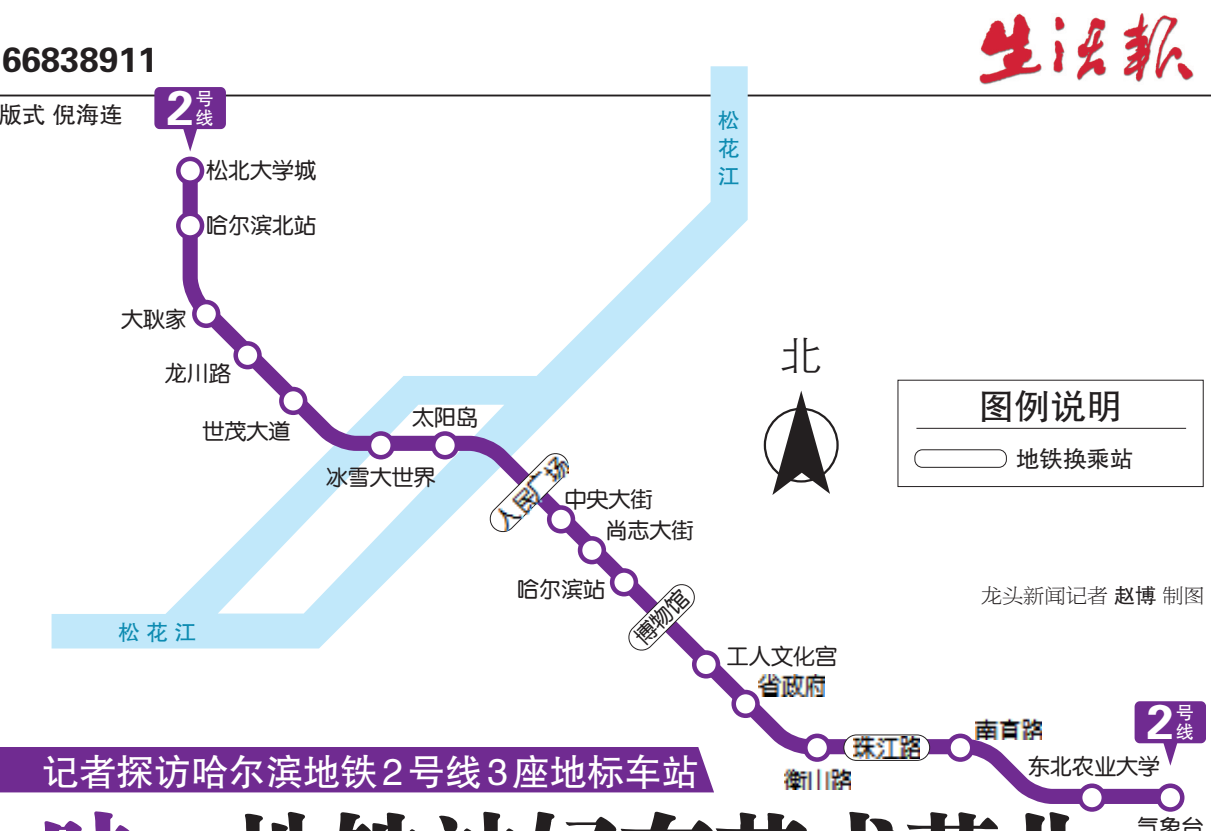 生活报
66838911
版式 倪海连
2号线
松花江
松北大学城
哈尔滨北站
大耿家
龙川路
世茂大道
冰雪大世界
太阳岛
人民广场
中央大街
尚志大街
哈尔滨站
博物馆
工人文化宫
省政府
衡山路
珠江路
南直路
东北农业大学
气象台
2号线
松花江
北
图例说明
地铁换乘站
龙头新闻记者 赵博 制图
记者探访哈尔滨地铁2号线3座地标车站